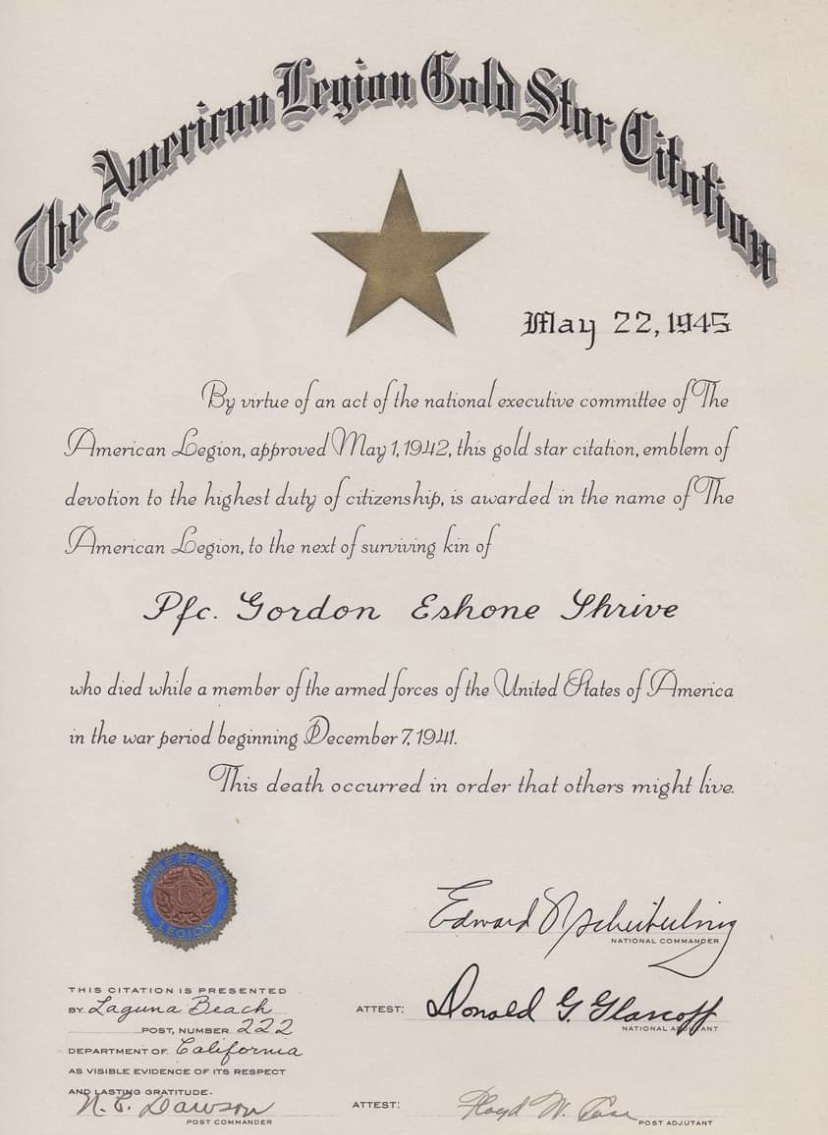 The American Legion Gold Star Citation
May 22, 1945
By virtue of an act of the national executive committee of The
American Legion, approved May 1, 1942, this gold star citation, emblem of
devotion to the highest duty of citizenship, is awarded in the name of The
American Legion, to the next of surviving kin of
Pfc. Gordon Eshone Shrive
who died while a member of the armed forces of the United States of America
in the war period beginning December 7, 1941.
This death occurred in order that others might live.
AMERICAN
LEGION
Edward N Scheiberling
NATIONAL COMMANDER
THIS CITATION IS PRESENTED
BY Laguna Beach
POST, NUMBER 222
DEPARTMENT OF California
AS VISIBLE EVIDENCE OF ITS RESPECT
AND LASTING GRATITUDE.
Dawson
POST COMMANDER
ATTEST: Donald G. Glascoff
NATIONAL ADJUTANT
ATTEST: Floyd W. Case
POST ADJUTANT